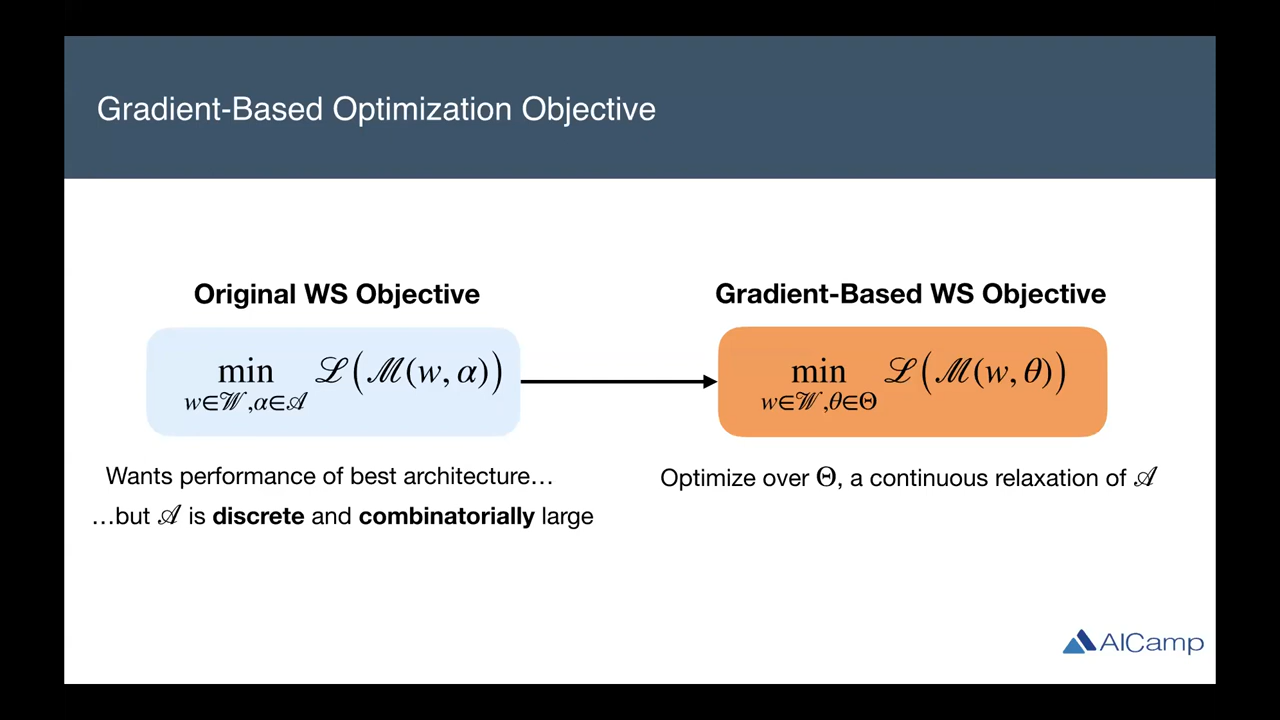 Gradient-Based Optimization Objective
Original WS Objective
min ℒ(ℳ(w, α))
w∈𝒲,α∈𝒜
Wants performance of best architecture…
…but 𝒜 is discrete and combinatorially large
Gradient-Based WS Objective
min ℒ(ℳ(w, θ))
w∈𝒲,θ∈Θ
Optimize over Θ, a continuous relaxation of 𝒜
AICamp